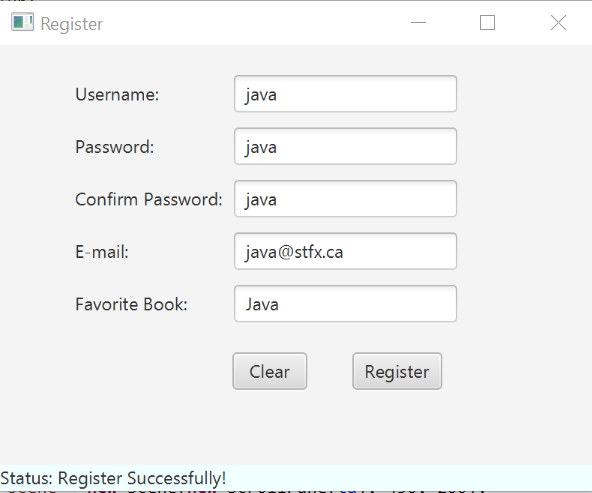 Register
Username: java
Password: java
Confirm Password: java
E-mail: java@stfx.ca
Favorite Book: Java
Clear Register
Status: Register Successfully!